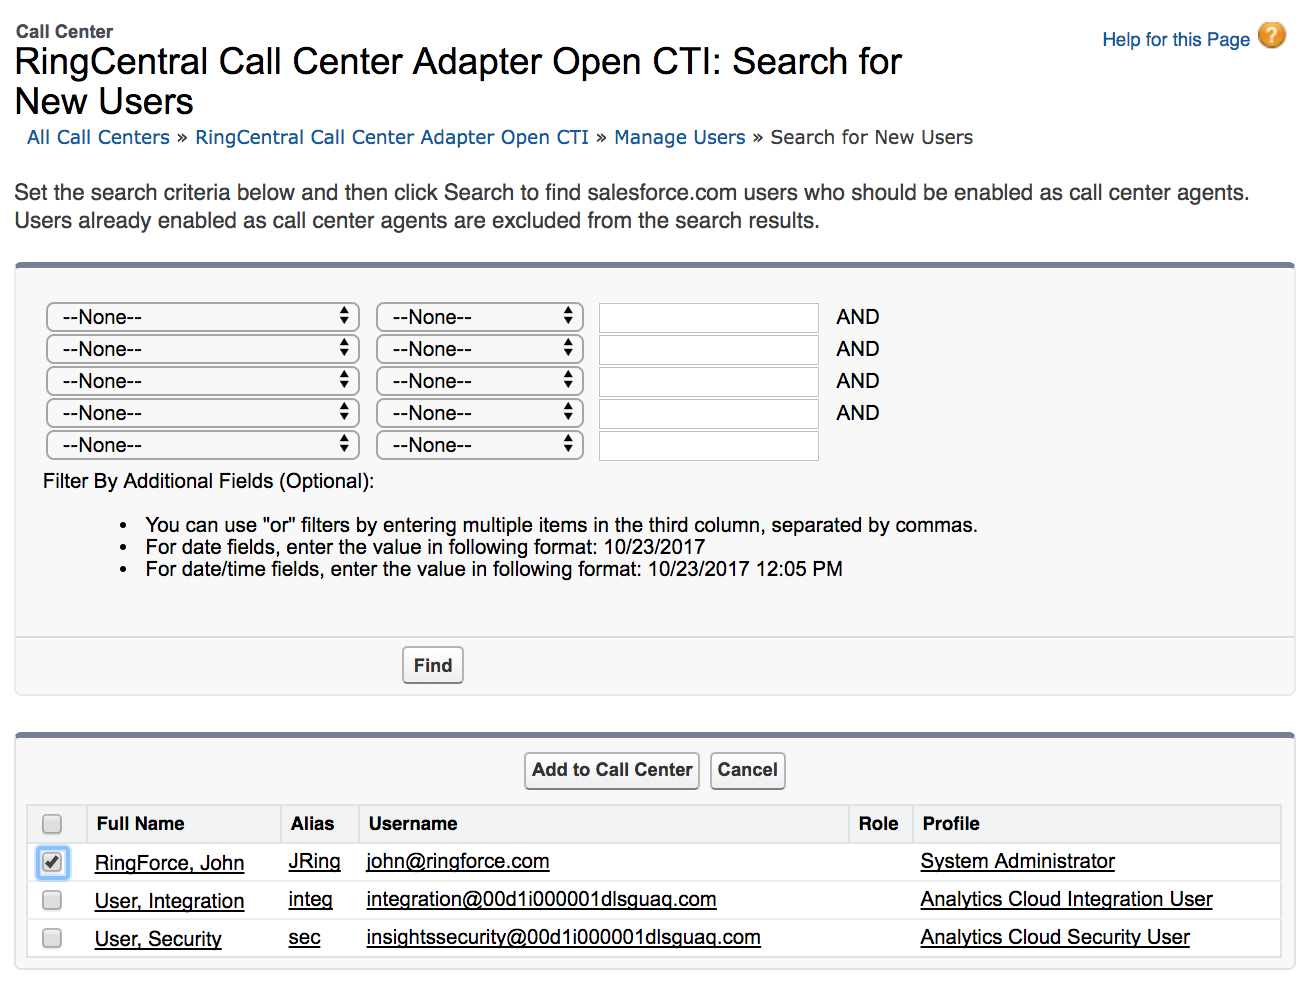 Call Center
RingCentral Call Center Adapter Open CTI: Search for
New Users
Help for this Page ?
All Call Centers » RingCentral Call Center Adapter Open CTI » Manage Users » Search for New Users
Set the search criteria below and then click Search to find salesforce.com users who should be enabled as call center agents.
Users already enabled as call center agents are excluded from the search results.
--None-- --None-- AND
--None-- --None-- AND
--None-- --None-- AND
--None-- --None-- AND
--None-- --None--
Filter By Additional Fields (Optional):
• You can use "or" filters by entering multiple items in the third column, separated by commas.
• For date fields, enter the value in following format: 10/23/2017
• For date/time fields, enter the value in following format: 10/23/2017 12:05 PM
Find
Add to Call Center Cancel
Full Name Alias Username Role Profile
RingForce, John JRing john@ringforce.com System Administrator
User, Integration integ integration@00d1i000001dlsguaq.com Analytics Cloud Integration User
User, Security sec insightssecurity@00d1i000001dlsguaq.com Analytics Cloud Security User